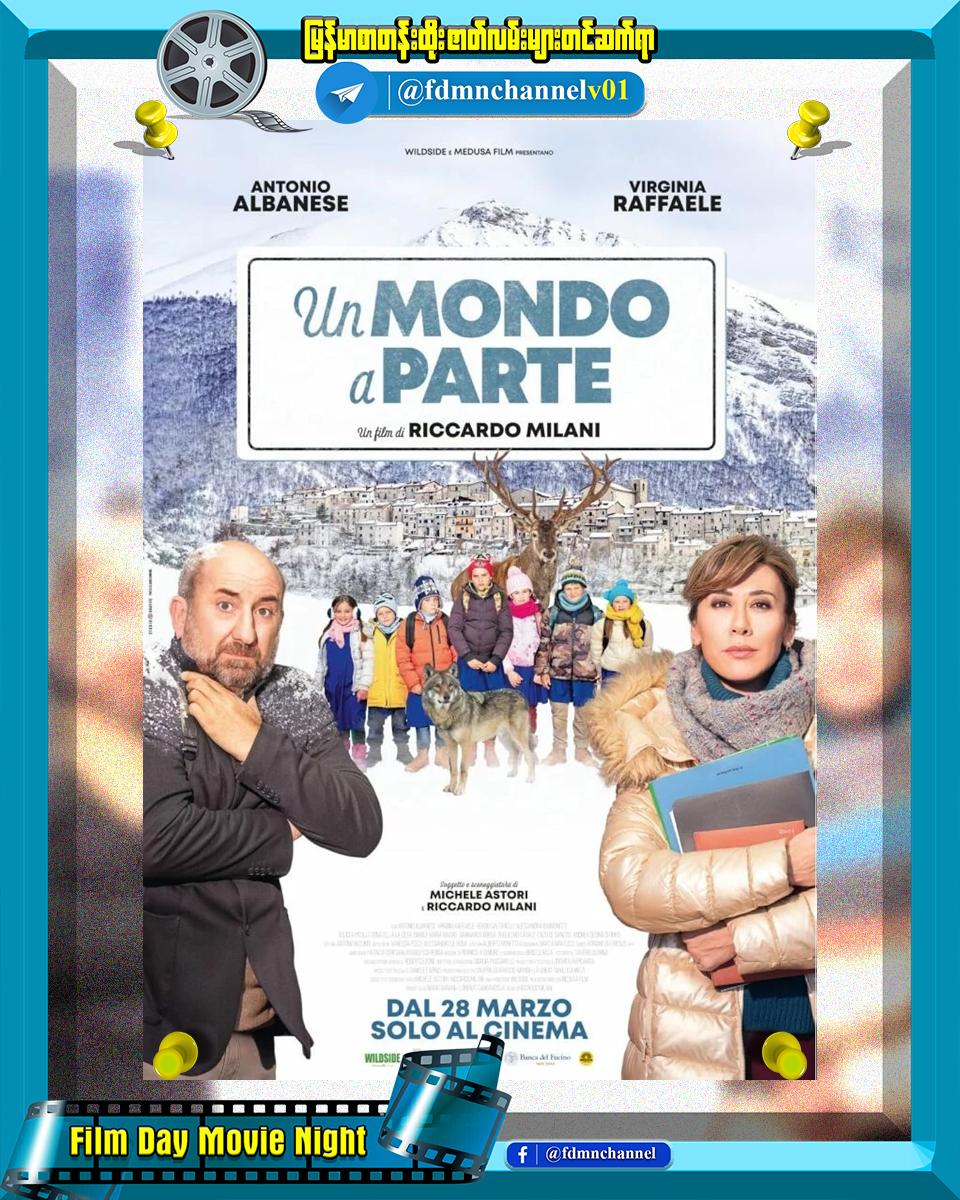 မြန်မာစာတန်းထိုးဇာတ်လမ်းများတင်ဆက်ရာ
@fdmnchannelv01
WILDSIDE E MEDUSA FILM PRESENTANO
ANTONIO
ALBANESE
VIRGINIA
RAFFAELE
Un MONDO
a PARTE
Un film di RICCARDO MILANI
Soggetto e sceneggiatura di
MICHELE ASTORI
E RICCARDO MILANI
DAL 28 MARZO
SOLO AL CINEMA
WILDSIDE
Banca del Fucino
Film Day Movie Night
@fdmnchannel